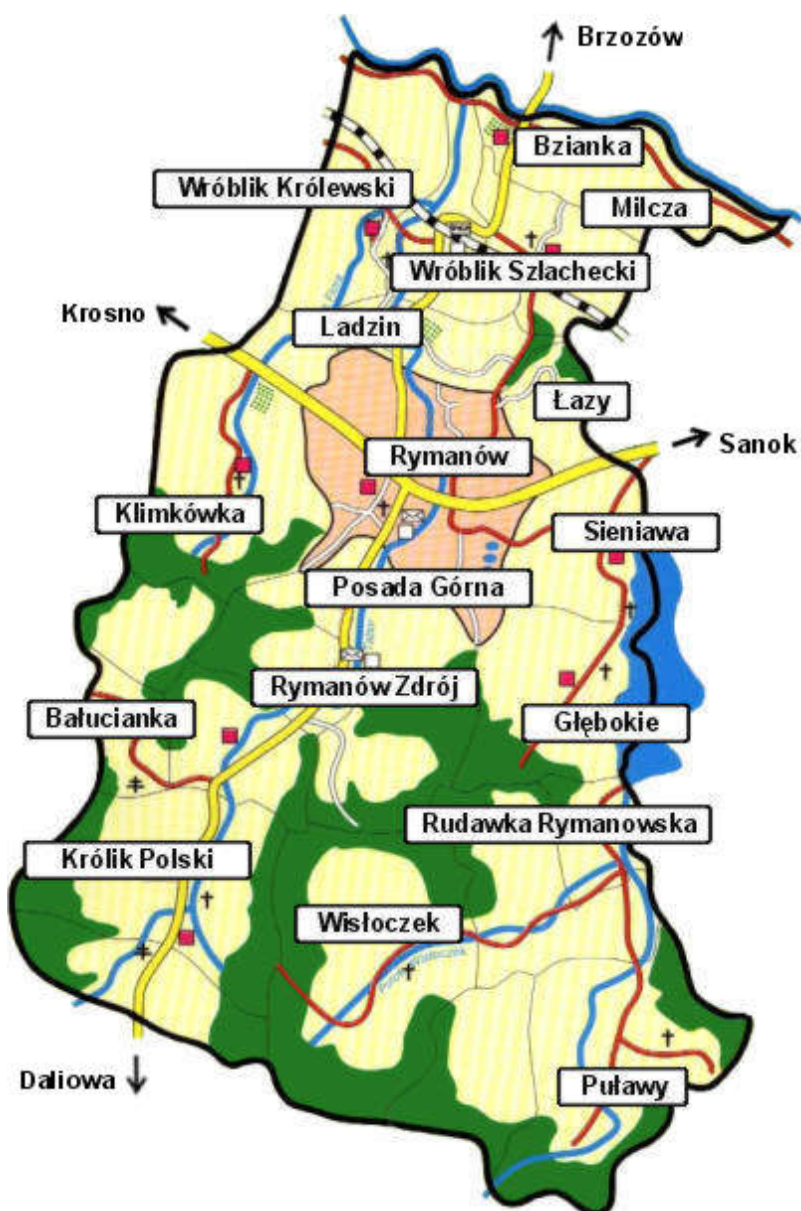 Brzozów
Bzianka
Wróblik Królewski
Milcza
Wróblik Szlachecki
Krosno
Ladzin
Łazy
Rymanów
Sanok
Klimkówka
Sieniawa
Posada Górna
Rymanów Zdrój
Bałucianka
Głębokie
Rudawka Rymanowska
Królik Polski
Wisłoczek
Daliowa
Puławy